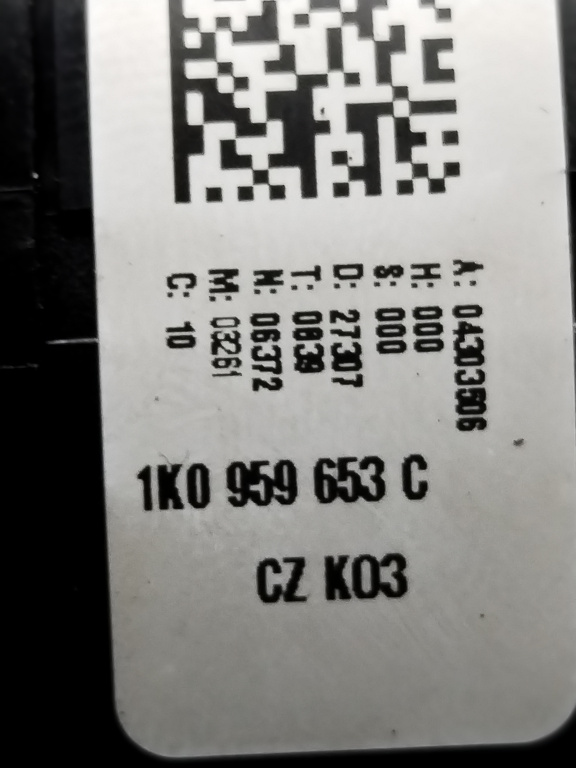 A: 04303506
H: 000
S: 000
D: 27307
T: 0839
N: 06372
M: 03261
C: 10
1K0 959 653 C
CZ K03